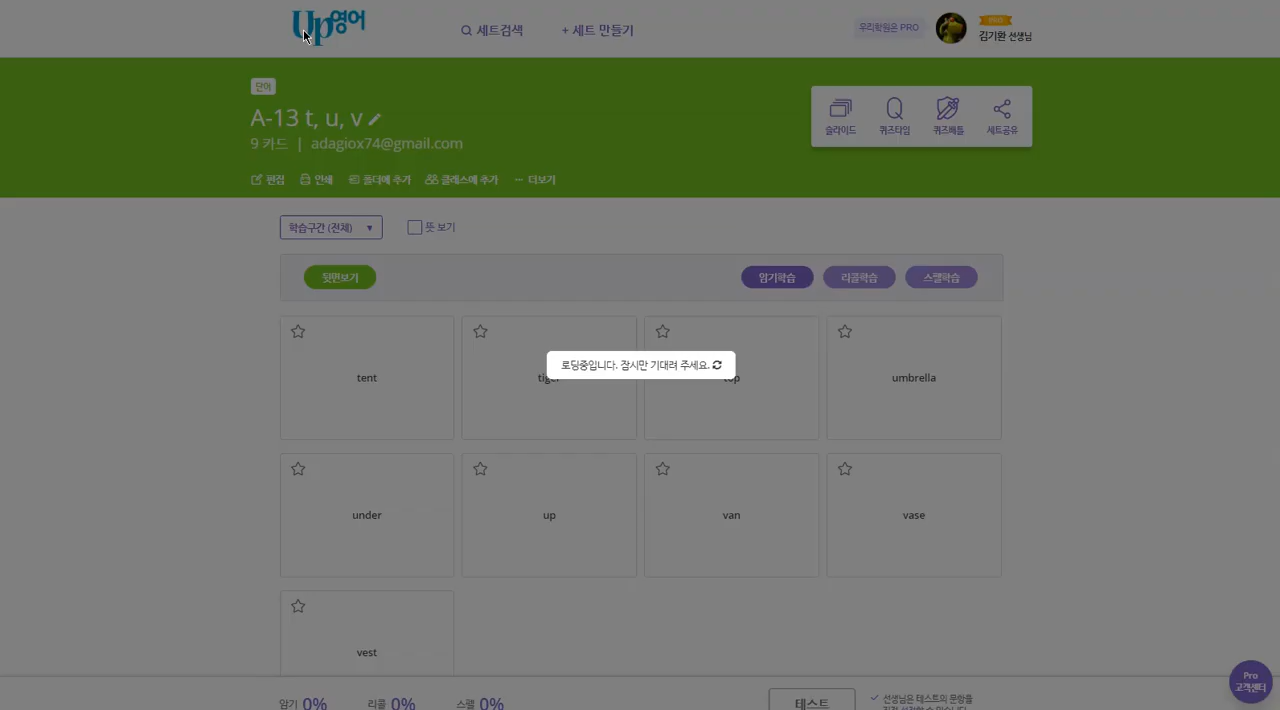 Up영어
세트검색
+ 세트 만들기
우리학원은 PRO
PRO
김기환 선생님
단어
A-13 t, u, v
9 카드 | adagiox74@gmail.com
슬라이드
퀴즈타임
퀴즈배틀
세트공유
편집
인쇄
폴더에 추가
클래스에 추가
더보기
학습구간 (전체) ▼
뜻 보기
뒷면보기
암기학습
리콜학습
스펠학습
tent
tiger
top
umbrella
로딩중입니다. 잠시만 기대려 주세요.
under
up
van
vase
vest
암기 0%
리콜 0%
스펠 0%
테스트
선생님은 테스트의 문항을
Pro
고객센터